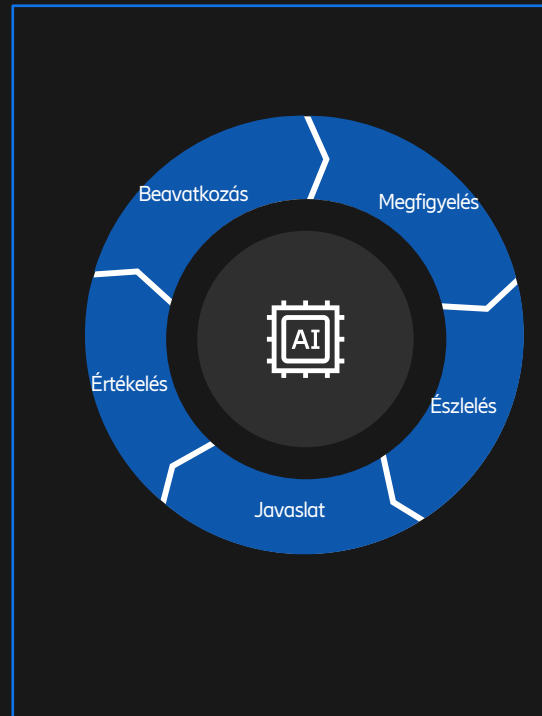 Beavatkozás
Megfigyelés
AI
Értékelés
Észlelés
Javaslat